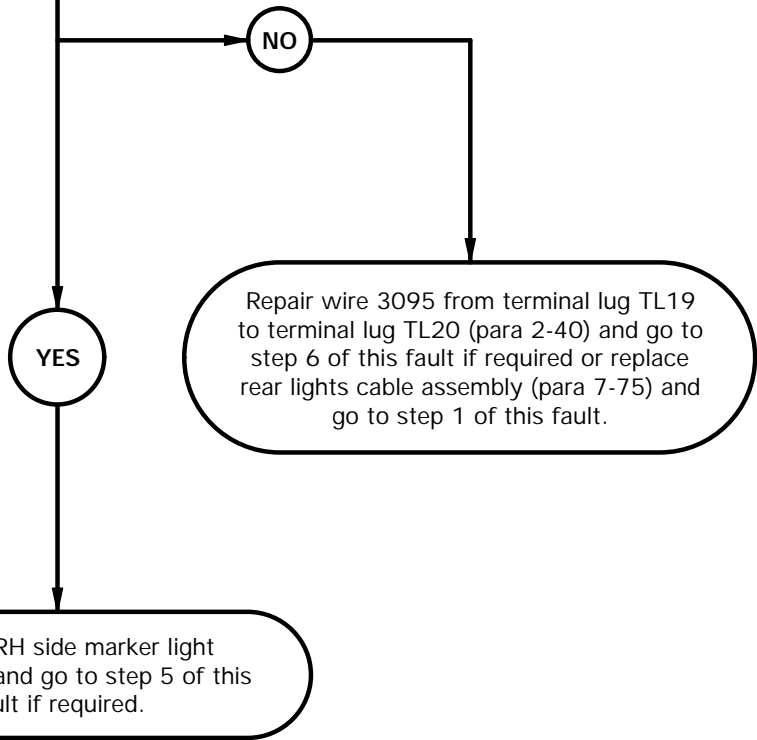 NO
Repair wire 3095 from terminal lug TL19
to terminal lug TL20 (para 2-40) and go to
step 6 of this fault if required or replace
rear lights cable assembly (para 7-75) and
go to step 1 of this fault.
YES
RH side marker light
and go to step 5 of this
if required.